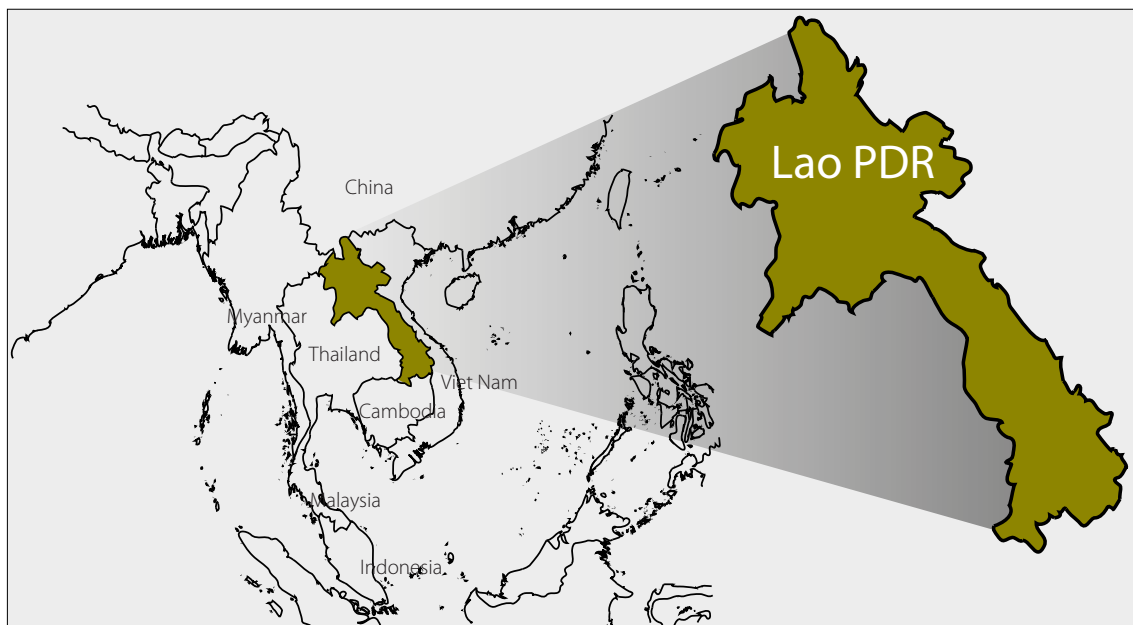 Lao PDR
China
Myanmar
Thailand
Viet Nam
Cambodia
Malaysia
Indonesia